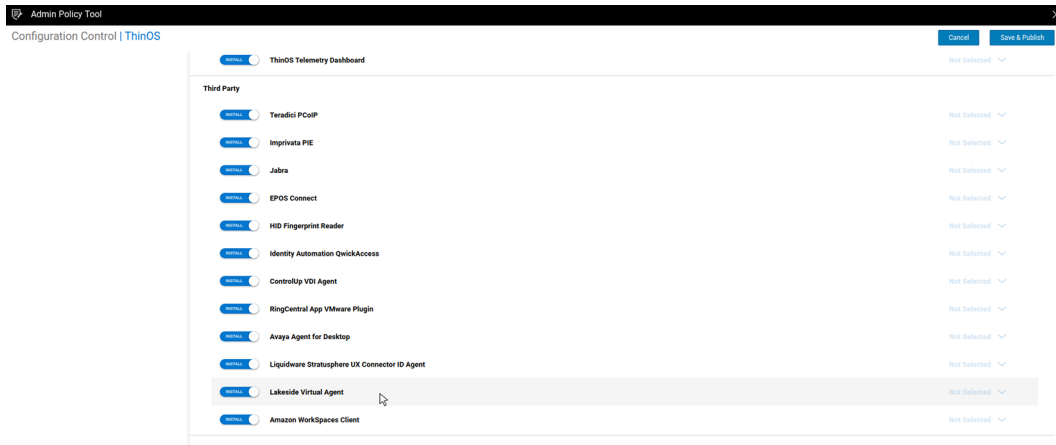 Admin Policy Tool
Configuration Control | ThinOS
Cancel
Save & Publish
INSTALL ThinOS Telemetry Dashboard Not Selected
Third Party
INSTALL Teradici PCoIP Not Selected
INSTALL Imprivata PIE Not Selected
INSTALL Jabra Not Selected
INSTALL EPOS Connect Not Selected
INSTALL HID Fingerprint Reader Not Selected
INSTALL Identity Automation QwickAccess Not Selected
INSTALL ControlUp VDI Agent Not Selected
INSTALL RingCentral App VMware Plugin Not Selected
INSTALL Avaya Agent for Desktop Not Selected
INSTALL Liquidware Stratusphere UX Connector ID Agent Not Selected
INSTALL Lakeside Virtual Agent Not Selected
INSTALL Amazon WorkSpaces Client Not Selected